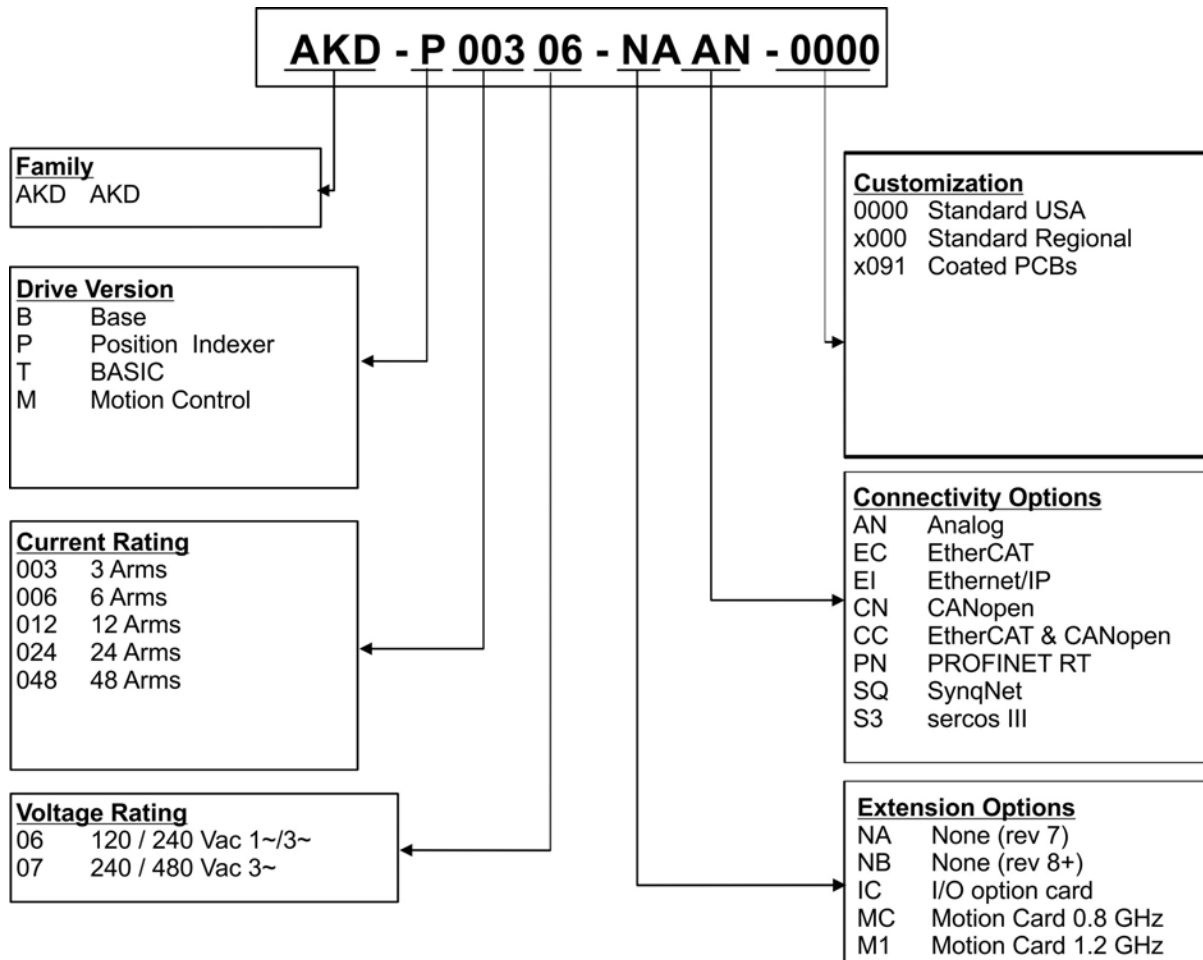 AKD - P 003 06 - NA AN - 0000
Family
AKD AKD
Drive Version
B Base
P Position Indexer
T BASIC
M Motion Control
Current Rating
003 3 Arms
006 6 Arms
012 12 Arms
024 24 Arms
048 48 Arms
Voltage Rating
06 120 / 240 Vac 1~/3~
07 240 / 480 Vac 3~
Customization
0000 Standard USA
x000 Standard Regional
x091 Coated PCBs
Connectivity Options
AN Analog
EC EtherCAT
EI Ethernet/IP
CN CANopen
CC EtherCAT & CANopen
PN PROFINET RT
SQ SynqNet
S3 sercos III
Extension Options
NA None (rev 7)
NB None (rev 8+)
IC I/O option card
MC Motion Card 0.8 GHz
M1 Motion Card 1.2 GHz